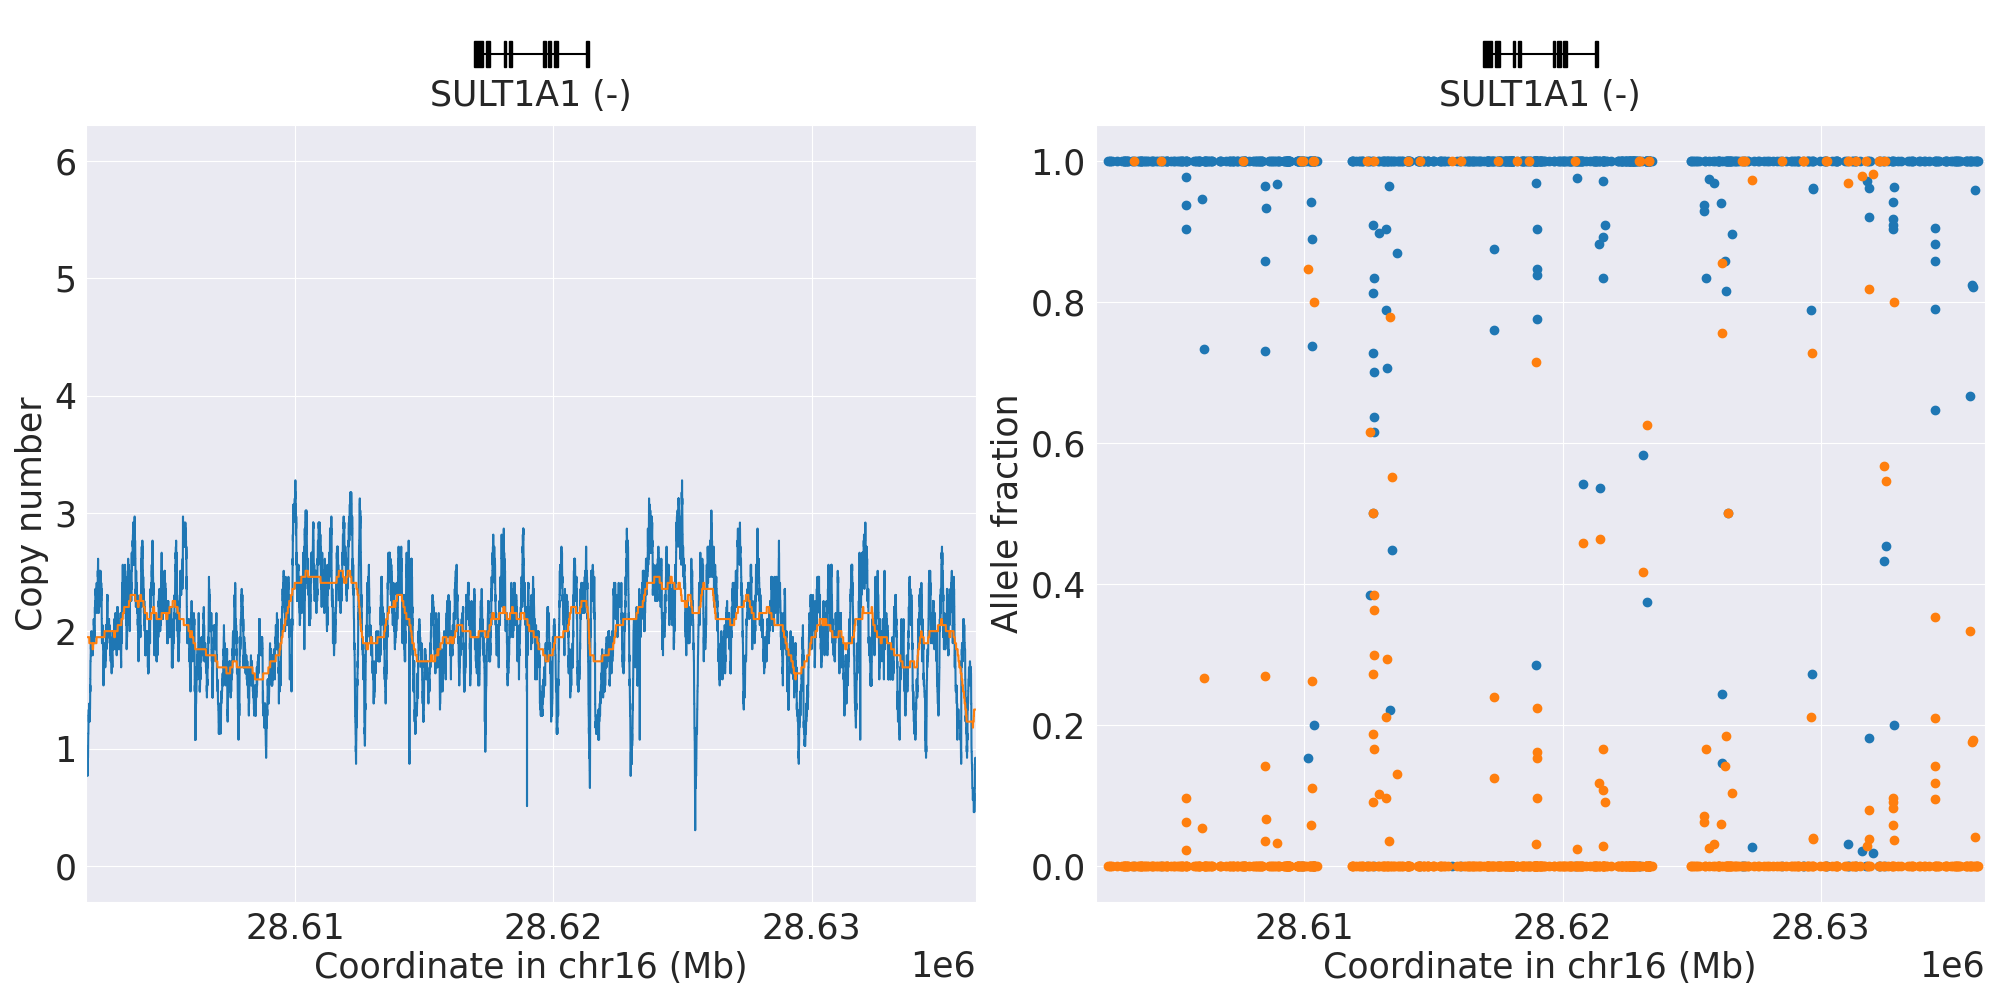 SULT1A1 (-)
6
5
4
3
2
1
0
Copy number
28.61
28.62
28.63
Coordinate in chr16 (Mb)
1e6
SULT1A1 (-)
1.0
0.8
0.6
0.4
0.2
0.0
Allele fraction
28.61
28.62
28.63
Coordinate in chr16 (Mb)
1e6